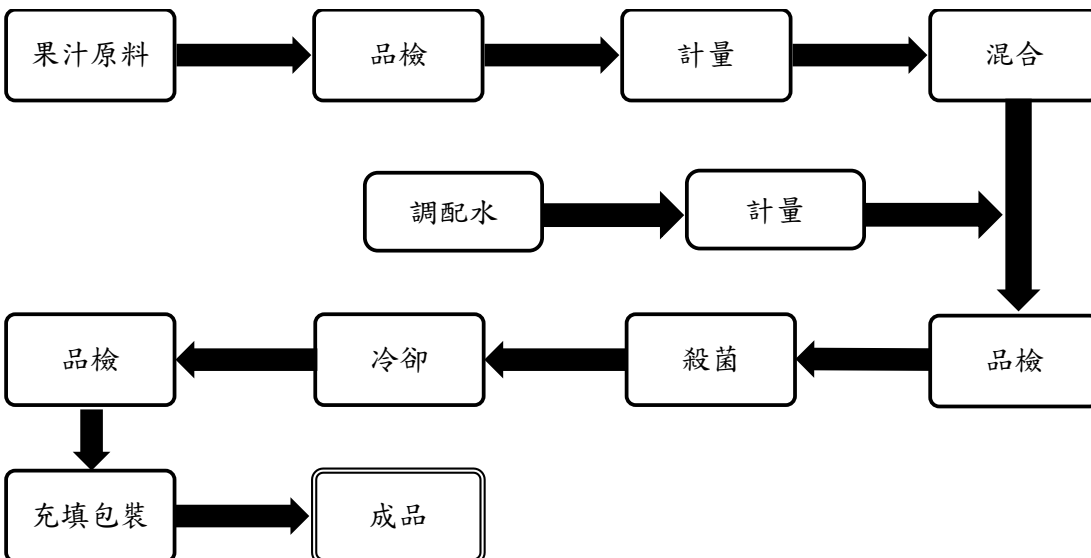 果汁原料
品檢
計量
混合
調配水
計量
品檢
殺菌
冷卻
品檢
充填包裝
成品